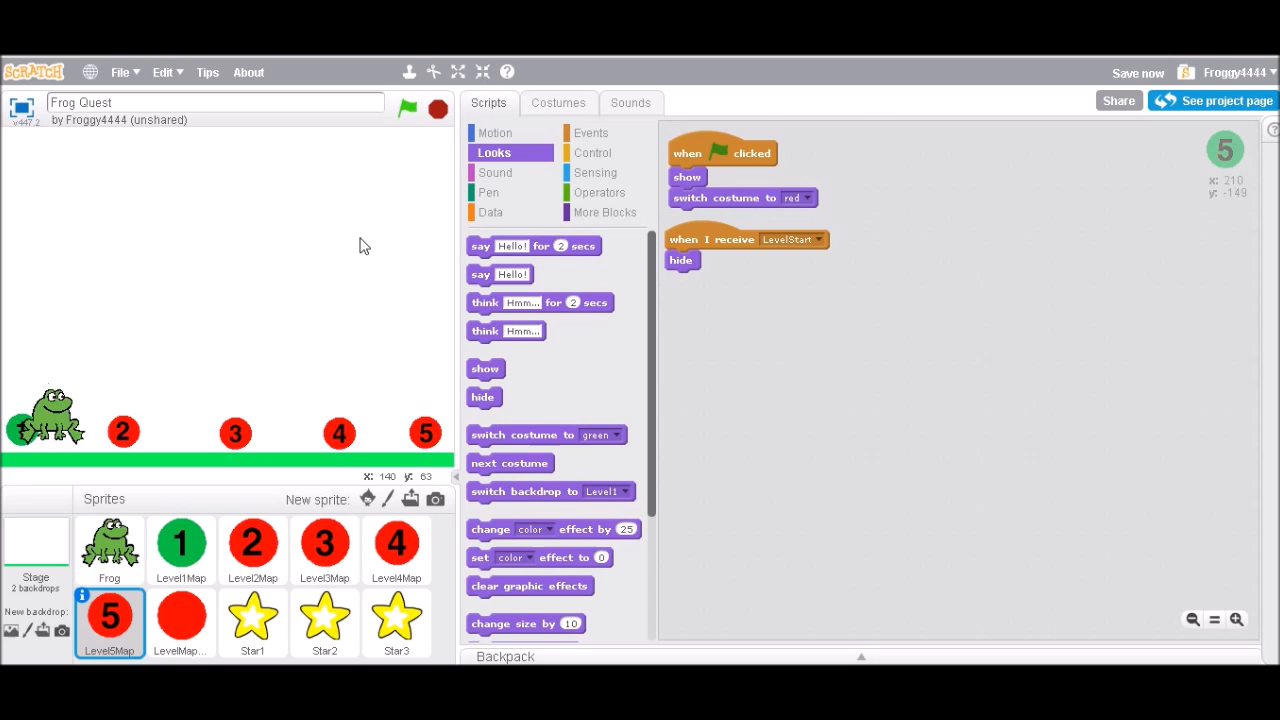 SCRATCH File Edit Tips About Save now Froggy4444
v447.2 Frog Quest
by Froggy4444 (unshared)
Scripts Costumes Sounds Share See project page
Motion Events
Looks Control
Sound Sensing
Pen Operators
Data More Blocks
say Hello! for 2 secs
say Hello!
think Hmm... for 2 secs
think Hmm...
show
hide
switch costume to green
next costume
switch backdrop to Level1
change color effect by 25
set color effect to 0
clear graphic effects
change size by 10
when clicked
show
switch costume to red
when I receive LevelStart
hide
5
x: 210
y: -149
1 2 3 4 5
x: 140 y: 63
Sprites New sprite:
Stage
2 backdrops
New backdrop:
1 2 3 4
Frog Level1Map Level2Map Level3Map Level4Map
5
Level5Map LevelMap... Star1 Star2 Star3
Backpack